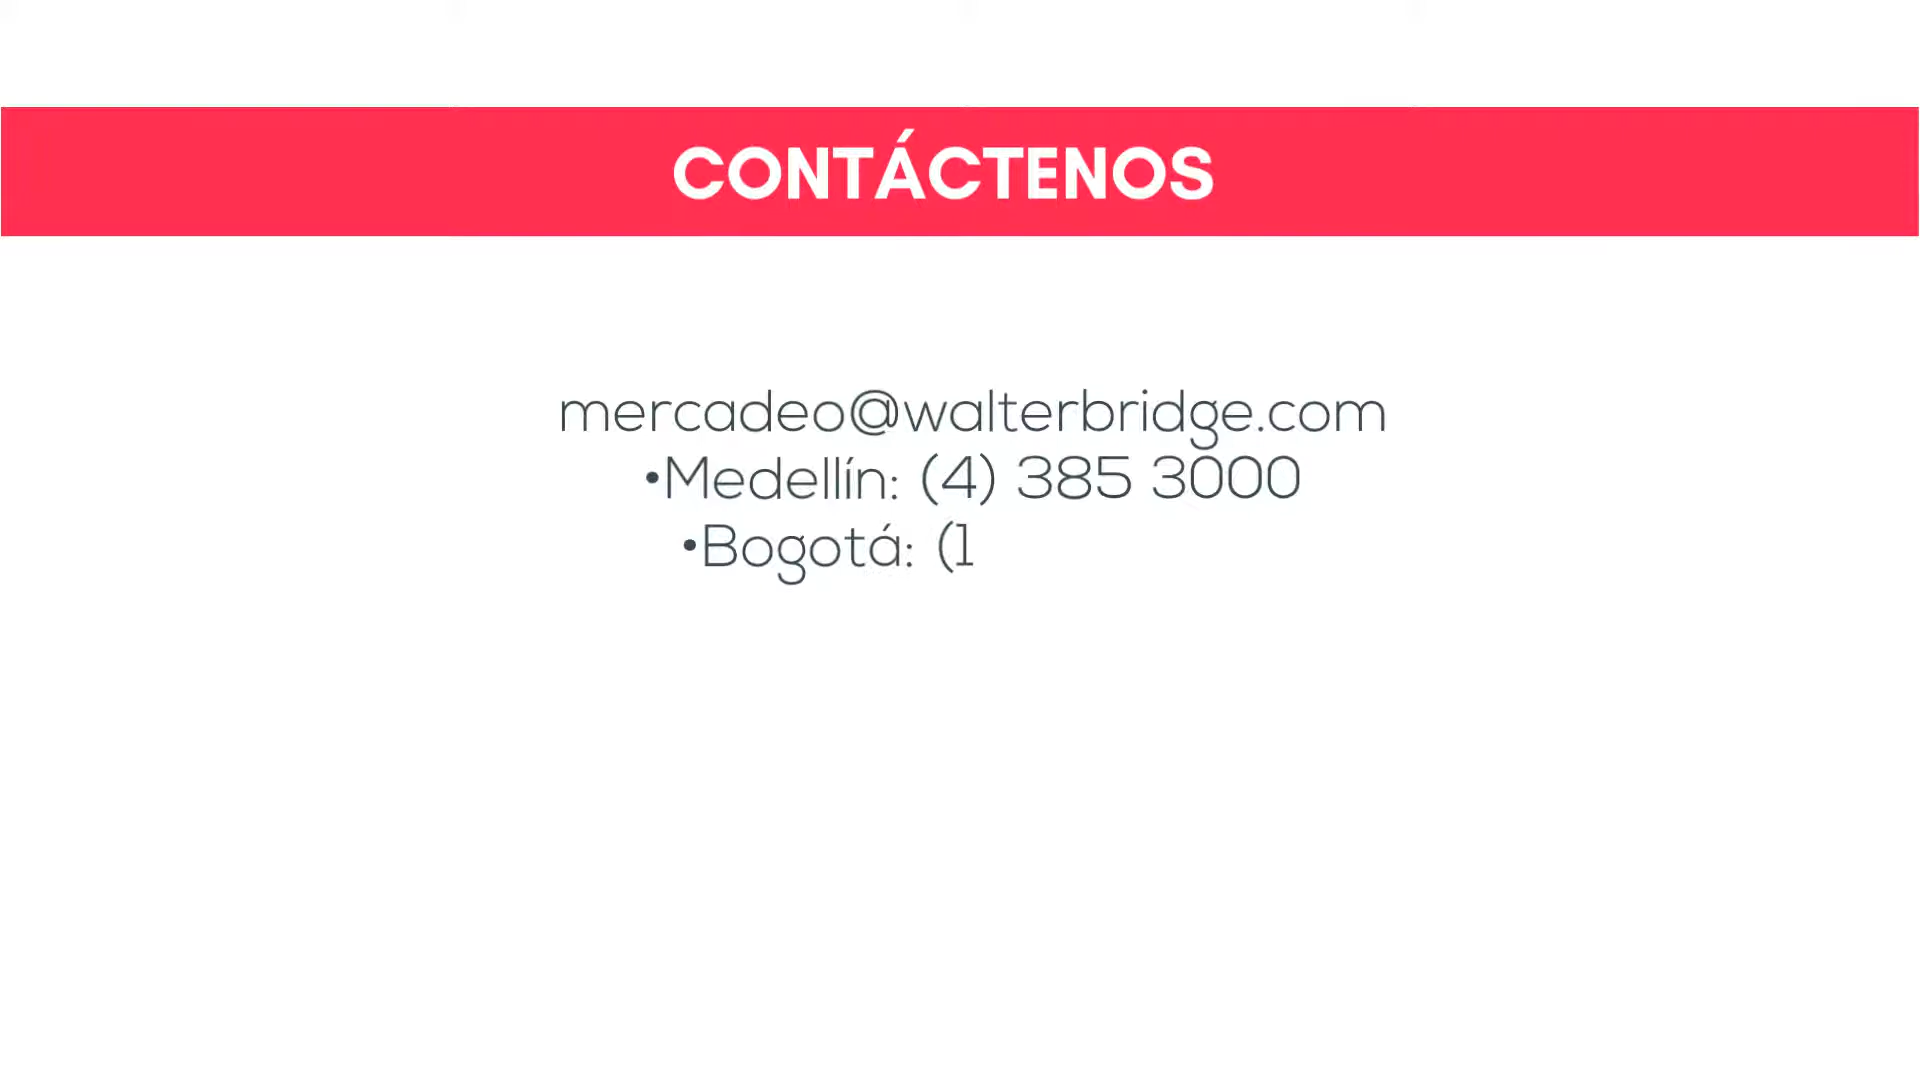 CONTÁCTENOS
mercadeo@walterbridge.com
•Medellín: (4) 385 3000
•Bogotá: (1